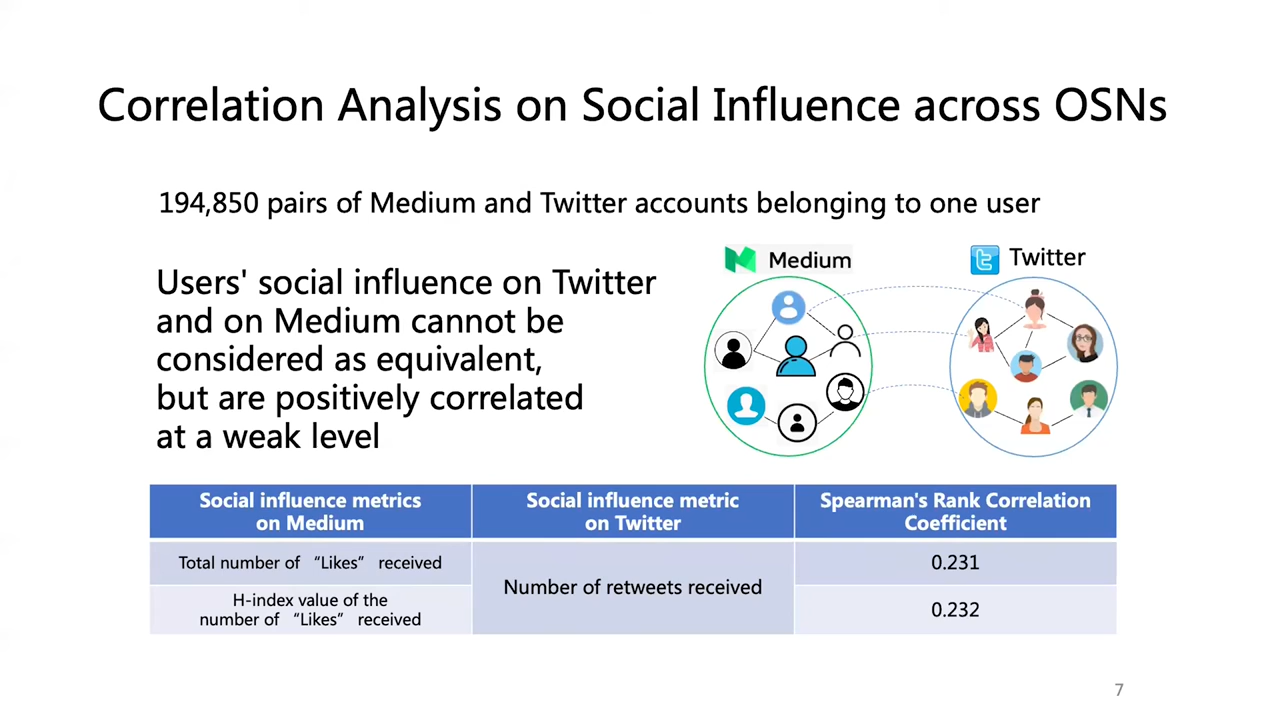 Correlation Analysis on Social Influence across OSNs
194,850 pairs of Medium and Twitter accounts belonging to one user
Users' social influence on Twitter
and on Medium cannot be
considered as equivalent,
but are positively correlated
at a weak level
Medium
Twitter
Social influence metrics
on Medium
Social influence metric
on Twitter
Spearman's Rank Correlation
Coefficient
Total number of “Likes” received
Number of retweets received
0.231
H-index value of the
number of “Likes” received
0.232
7